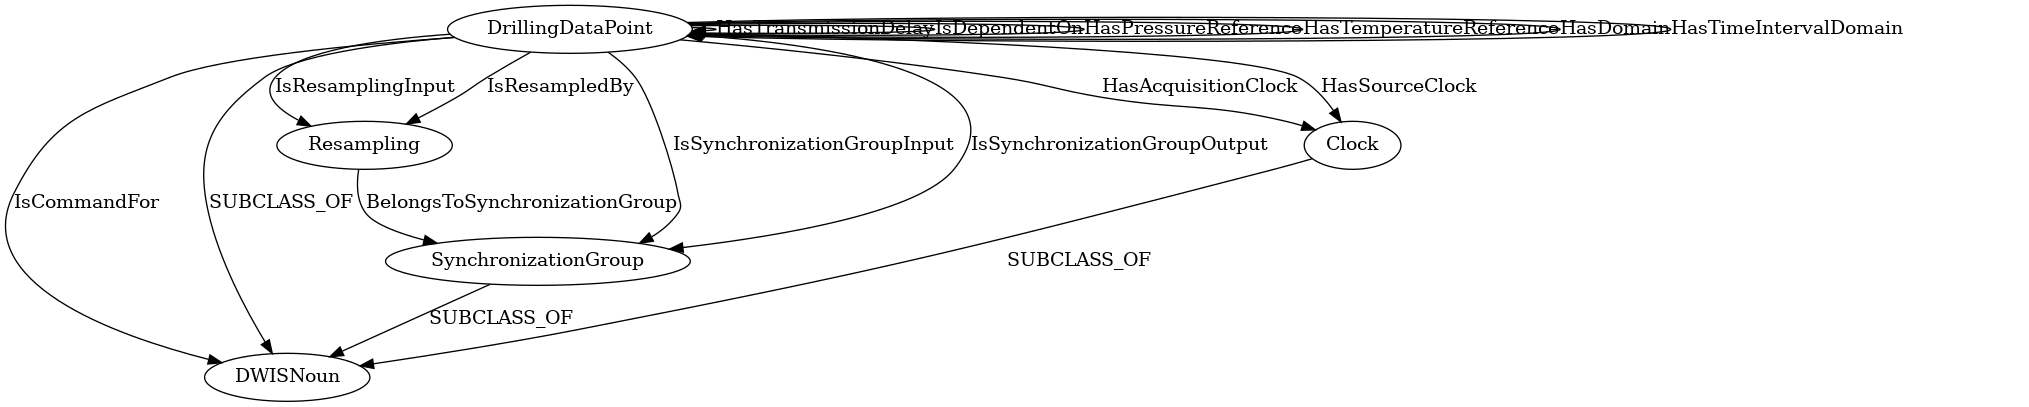 DrillingDataPoint
HasTransmissionDelay
IsDependentOn
HasPressureReference
HasTemperatureReference
HasDomain
HasTimeIntervalDomain
IsResamplingInput
IsResampledBy
HasAcquisitionClock
HasSourceClock
Resampling
IsSynchronizationGroupInput
IsSynchronizationGroupOutput
Clock
IsCommandFor
SUBCLASS_OF
BelongsToSynchronizationGroup
SynchronizationGroup
SUBCLASS_OF
SUBCLASS_OF
DWISNoun